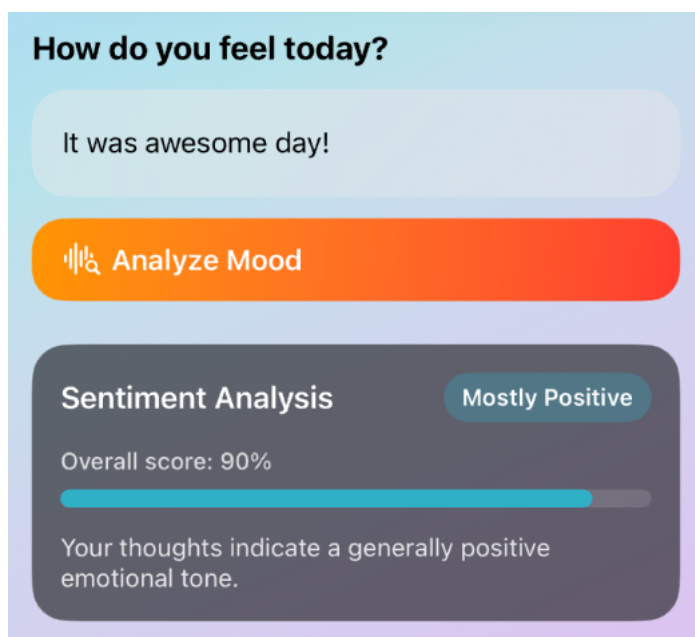 How do you feel today?
It was awesome day!
Analyze Mood
Sentiment Analysis
Mostly Positive
Overall score: 90%
Your thoughts indicate a generally positive
emotional tone.